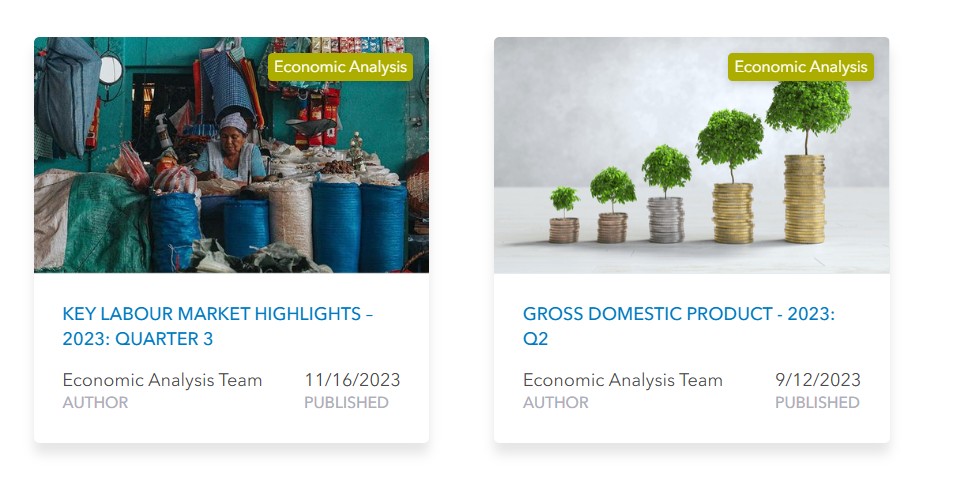 Economic Analysis
KEY LABOUR MARKET HIGHLIGHTS –
2023: QUARTER 3
Economic Analysis Team 11/16/2023
AUTHOR PUBLISHED
Economic Analysis
GROSS DOMESTIC PRODUCT - 2023:
Q2
Economic Analysis Team 9/12/2023
AUTHOR PUBLISHED